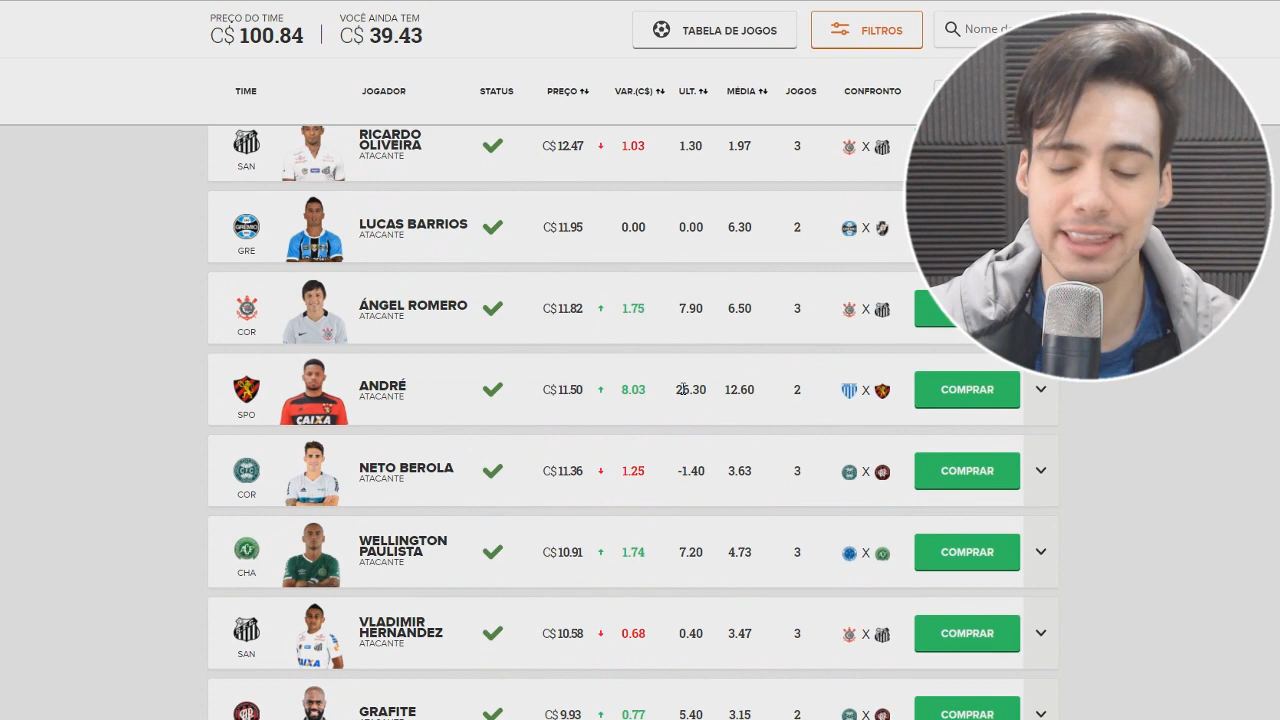 PREÇO DO TIME
C$ 100.84
VOCÊ AINDA TEM
C$ 39.43
TABELA DE JOGOS
FILTROS
Nome do
TIME JOGADOR STATUS PREÇO VAR.(C$) ULT. MÉDIA JOGOS CONFRONTO
SAN
RICARDO
OLIVEIRA
ATACANTE
C$ 12.47 1.03 1.30 1.97 3 X
GRE
LUCAS BARRIOS
ATACANTE
C$ 11.95 0.00 0.00 6.30 2 X
COR
ÁNGEL ROMERO
ATACANTE
C$ 11.82 1.75 7.90 6.50 3 X
SPO
ANDRÉ
ATACANTE
C$ 11.50 8.03 12.60 2 X COMPRAR
COR
NETO BEROLA
ATACANTE
C$ 11.36 1.25 -1.40 3.63 3 X COMPRAR
CHA
WELLINGTON
PAULISTA
ATACANTE
C$ 10.91 1.74 7.20 4.73 3 X COMPRAR
SAN
VLADIMIR
HERNANDEZ
ATACANTE
C$ 10.58 0.68 0.40 3.47 3 X COMPRAR
GRAFITE
C$ 9.93 0.77 5.40 3.15 2 X COMPRAR